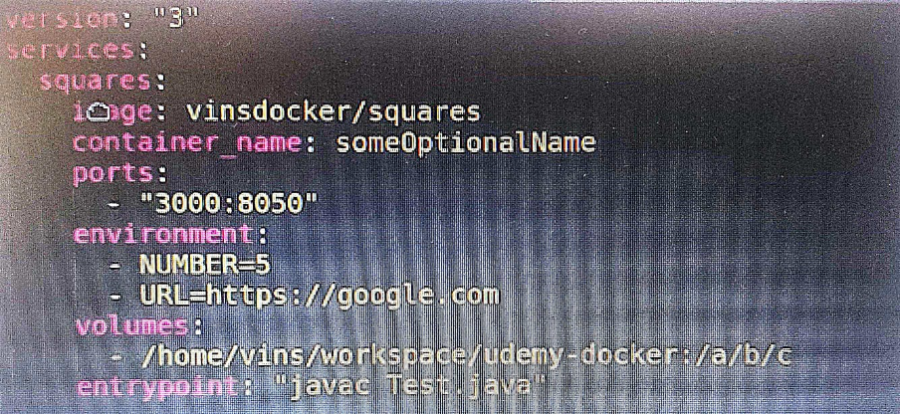 version: "3"
services:
  squares:
    image: vinsdocker/squares
    container_name: someOptionalName
    ports:
      - "3000:8050"
    environment:
      - NUMBER=5
      - URL=https://google.com
    volumes:
      - /home/vins/workspace/udemy-docker:/a/b/c
    entrypoint: "javac Test.java"